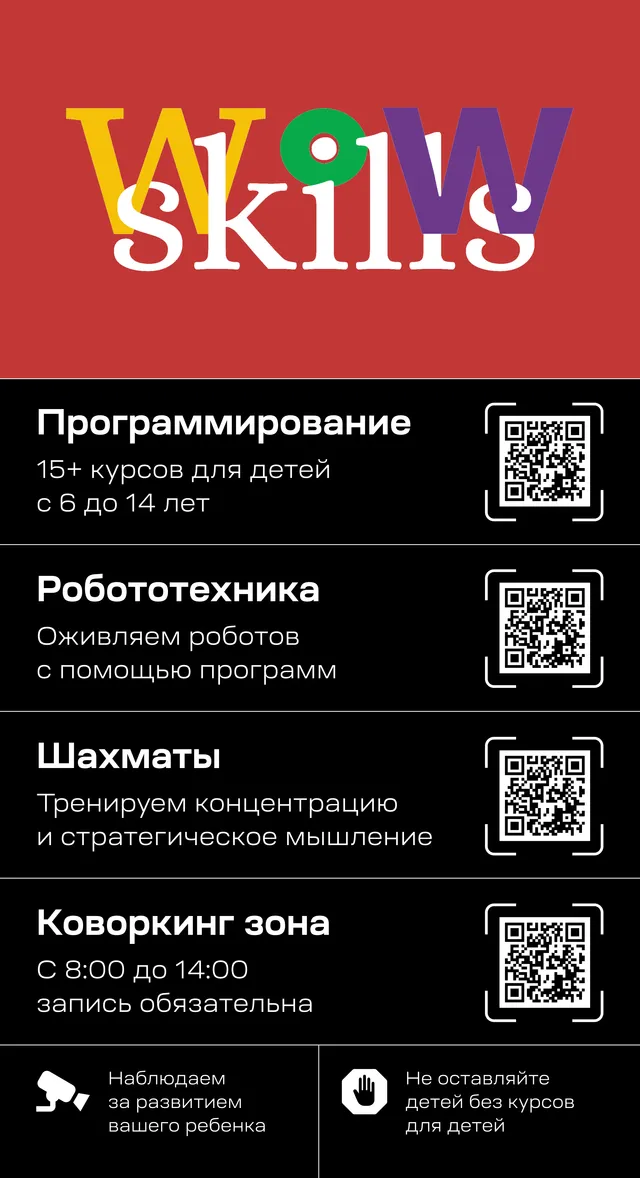 WOW
skills
Программирование
15+ курсов для детей
с 6 до 14 лет
Робототехника
Оживляем роботов
с помощью программ
Шахматы
Тренируем концентрацию
и стратегическое мышление
Коворкинг зона
С 8:00 до 14:00
запись обязательна
Наблюдаем
за развитием
вашего ребенка
Не оставляйте
детей без курсов
для детей